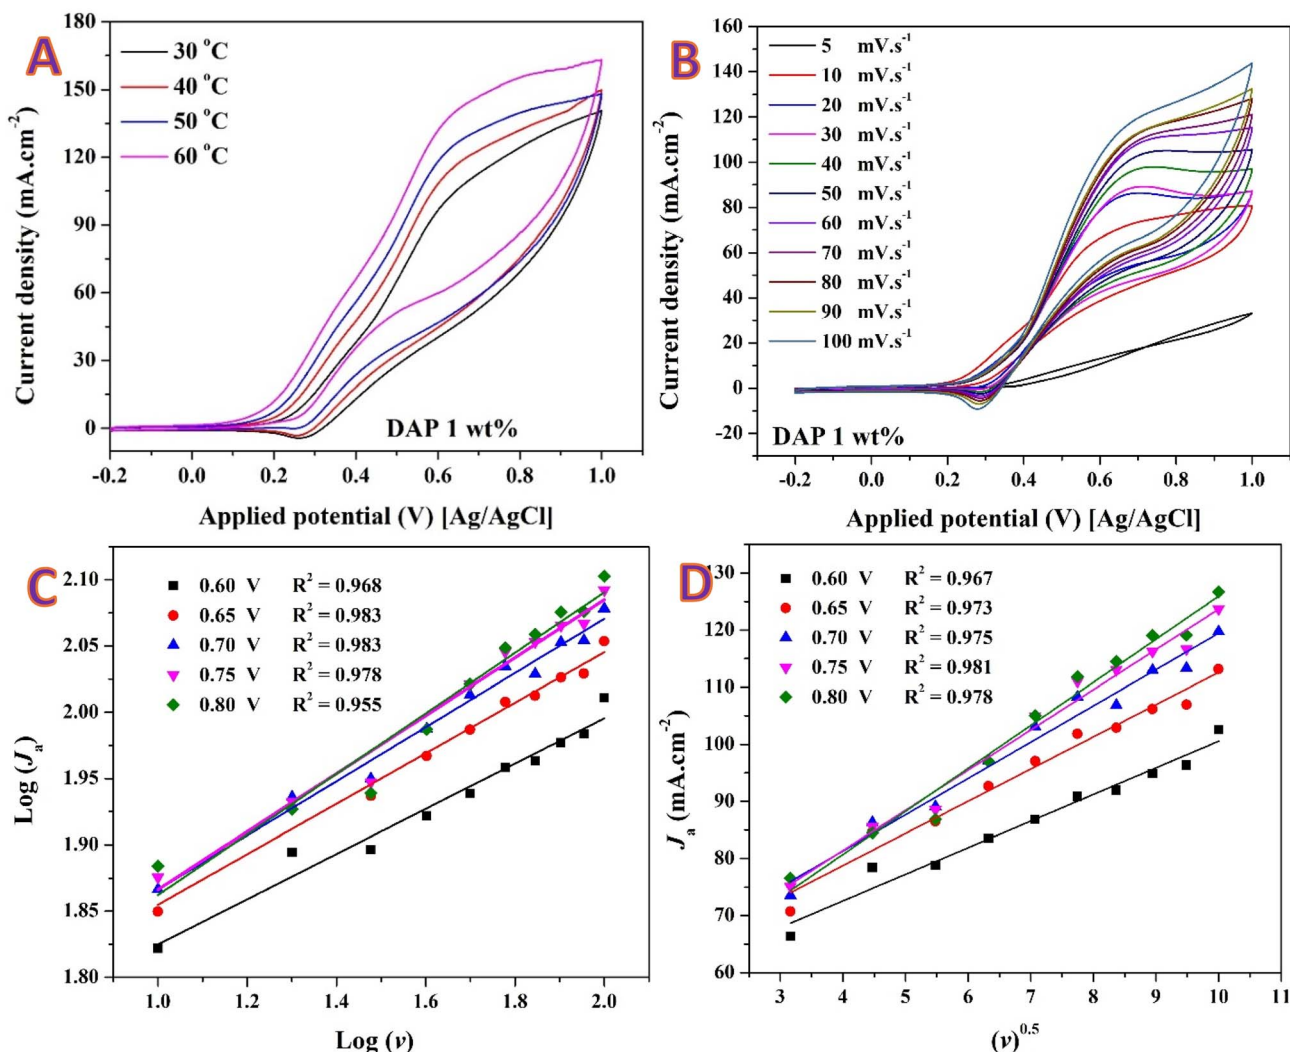 A
180
150
120
90
60
30
0
30 °C
40 °C
50 °C
60 °C
Current density (mA.cm⁻²)
DAP 1 wt%
-0.2 0.0 0.2 0.4 0.6 0.8 1.0
Applied potential (V) [Ag/AgCl]
B
160
140
120
100
80
60
40
20
0
-20
5 mV.s⁻¹
10 mV.s⁻¹
20 mV.s⁻¹
30 mV.s⁻¹
40 mV.s⁻¹
50 mV.s⁻¹
60 mV.s⁻¹
70 mV.s⁻¹
80 mV.s⁻¹
90 mV.s⁻¹
100 mV.s⁻¹
Current density (mA.cm⁻²)
DAP 1 wt%
-0.2 0.0 0.2 0.4 0.6 0.8 1.0
Applied potential (V) [Ag/AgCl]
C
2.10
2.05
2.00
1.95
1.90
1.85
1.80
0.60 V R² = 0.968
0.65 V R² = 0.983
0.70 V R² = 0.983
0.75 V R² = 0.978
0.80 V R² = 0.955
Log (Jₐ)
1.0 1.2 1.4 1.6 1.8 2.0
Log (v)
D
130
120
110
100
90
80
70
60
0.60 V R² = 0.967
0.65 V R² = 0.973
0.70 V R² = 0.975
0.75 V R² = 0.981
0.80 V R² = 0.978
Jₐ (mA.cm⁻²)
3 4 5 6 7 8 9 10 11
(v)⁰·⁵